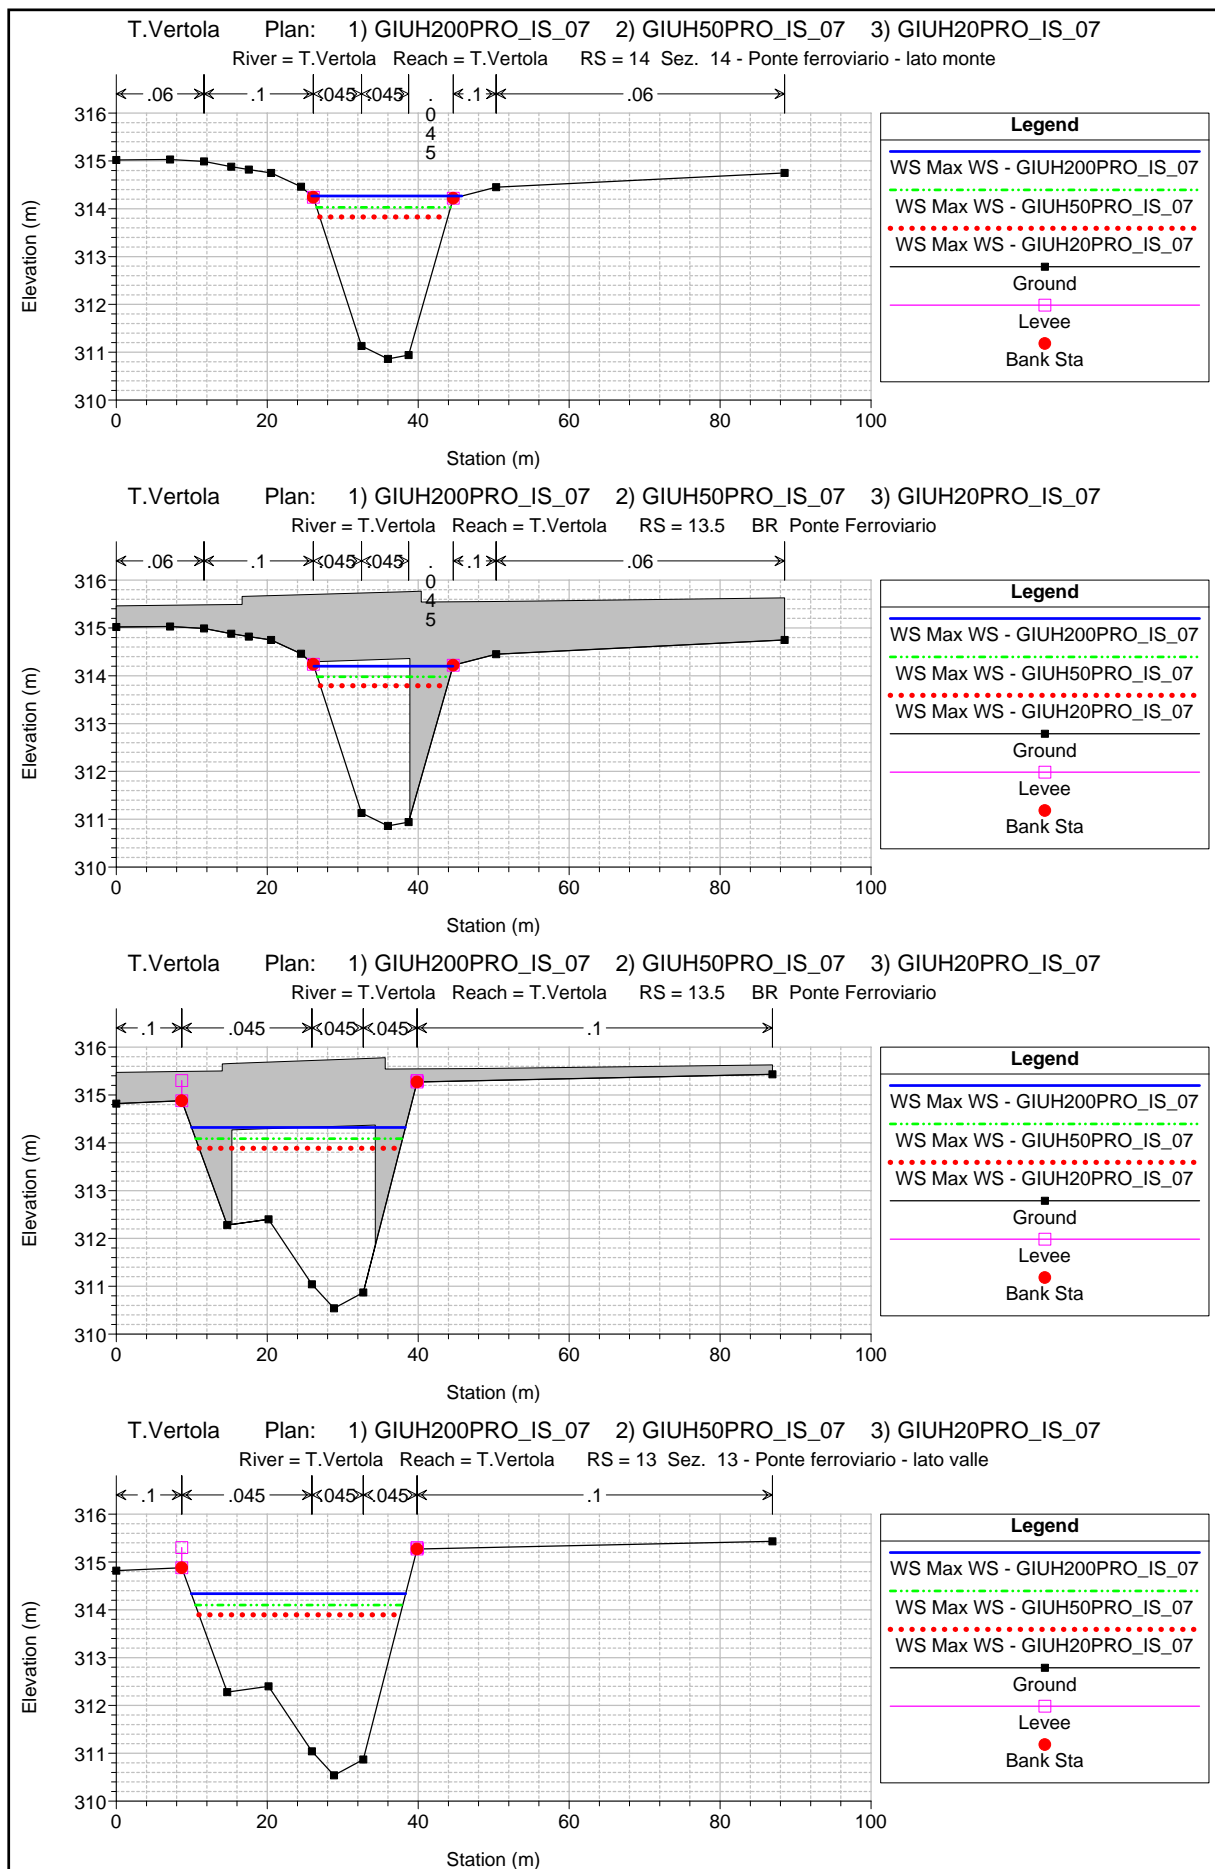 T.Vertola Plan: 1) GIUH200PRO_IS_07 2) GIUH50PRO_IS_07 3) GIUH20PRO_IS_07
River = T.Vertola Reach = T.Vertola RS = 14 Sez. 14 - Ponte ferroviario - lato monte
.06 .1 .045 .045 .045 .1 .06
316
315
314
313
312
311
310
0 20 40 60 80 100
Elevation (m)
Station (m)
Legend
WS Max WS - GIUH200PRO_IS_07
WS Max WS - GIUH50PRO_IS_07
WS Max WS - GIUH20PRO_IS_07
Ground
Levee
Bank Sta
T.Vertola Plan: 1) GIUH200PRO_IS_07 2) GIUH50PRO_IS_07 3) GIUH20PRO_IS_07
River = T.Vertola Reach = T.Vertola RS = 13.5 BR Ponte Ferroviario
.06 .1 .045 .045 .045 .1 .06
316
315
314
313
312
311
310
0 20 40 60 80 100
Elevation (m)
Station (m)
Legend
WS Max WS - GIUH200PRO_IS_07
WS Max WS - GIUH50PRO_IS_07
WS Max WS - GIUH20PRO_IS_07
Ground
Levee
Bank Sta
T.Vertola Plan: 1) GIUH200PRO_IS_07 2) GIUH50PRO_IS_07 3) GIUH20PRO_IS_07
River = T.Vertola Reach = T.Vertola RS = 13.5 BR Ponte Ferroviario
.1 .045 .045 .045 .1
316
315
314
313
312
311
310
0 20 40 60 80 100
Elevation (m)
Station (m)
Legend
WS Max WS - GIUH200PRO_IS_07
WS Max WS - GIUH50PRO_IS_07
WS Max WS - GIUH20PRO_IS_07
Ground
Levee
Bank Sta
T.Vertola Plan: 1) GIUH200PRO_IS_07 2) GIUH50PRO_IS_07 3) GIUH20PRO_IS_07
River = T.Vertola Reach = T.Vertola RS = 13 Sez. 13 - Ponte ferroviario - lato valle
.1 .045 .045 .045 .1
316
315
314
313
312
311
310
0 20 40 60 80 100
Elevation (m)
Station (m)
Legend
WS Max WS - GIUH200PRO_IS_07
WS Max WS - GIUH50PRO_IS_07
WS Max WS - GIUH20PRO_IS_07
Ground
Levee
Bank Sta